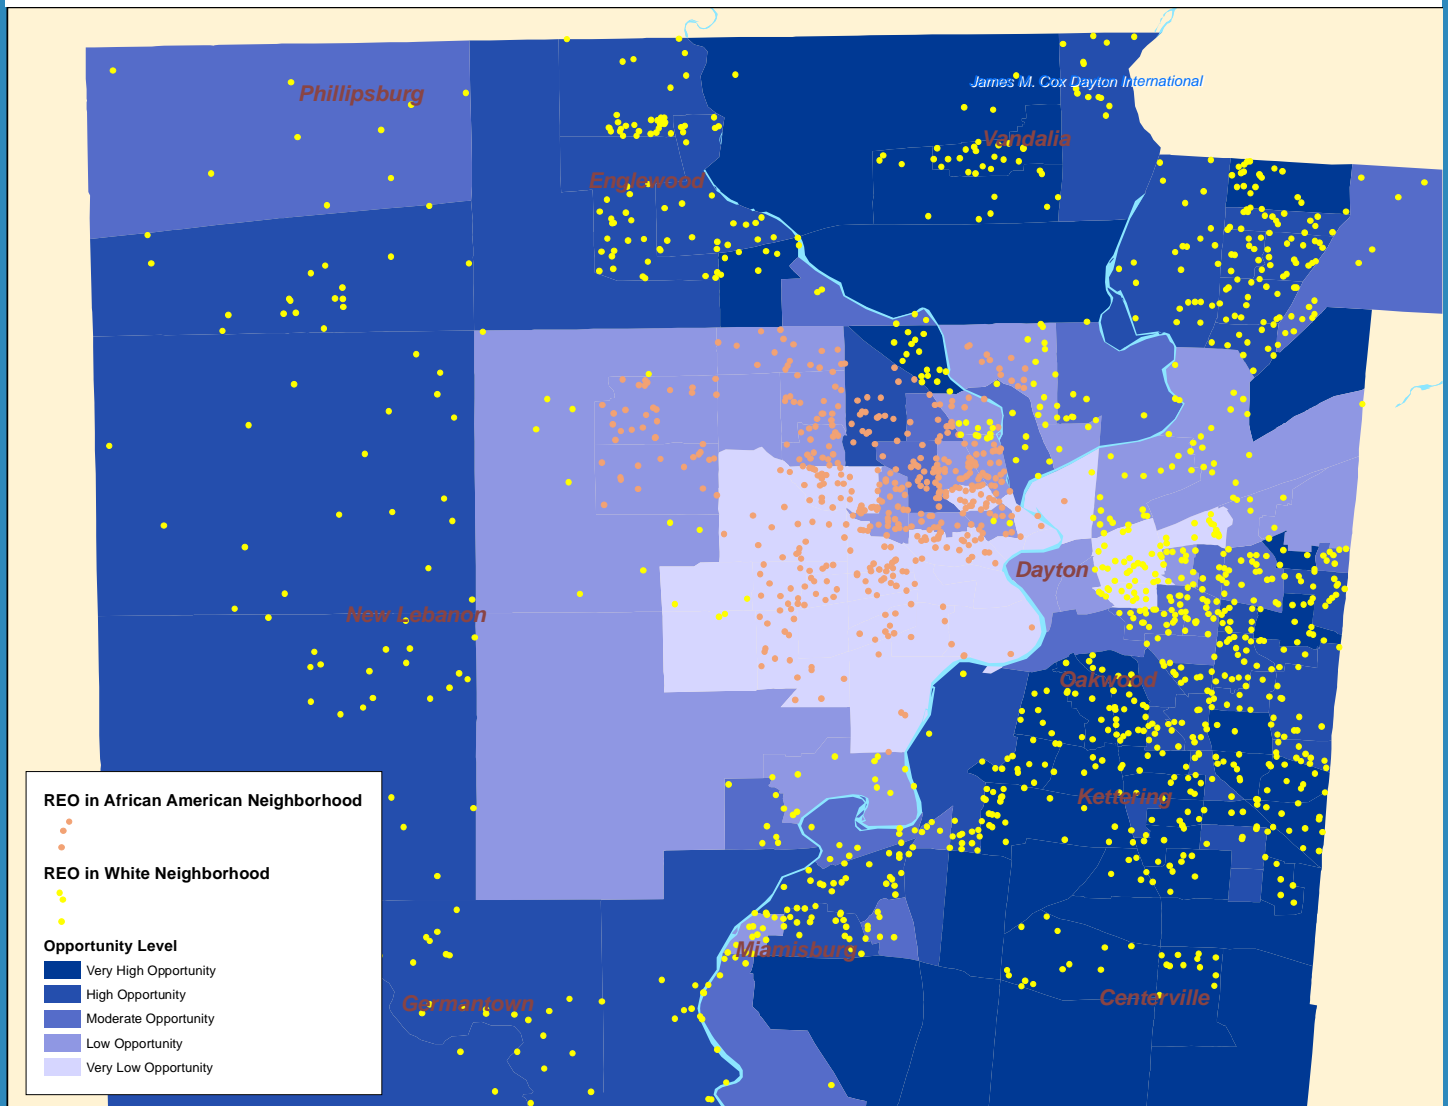 James M. Cox Dayton International
Phillipsburg
Vandalia
Englewood
Dayton
New Lebanon
Oakwood
Kettering
Miamisburg
Centerville
Germantown
REO in African American Neighborhood
REO in White Neighborhood
Opportunity Level
Very High Opportunity
High Opportunity
Moderate Opportunity
Low Opportunity
Very Low Opportunity